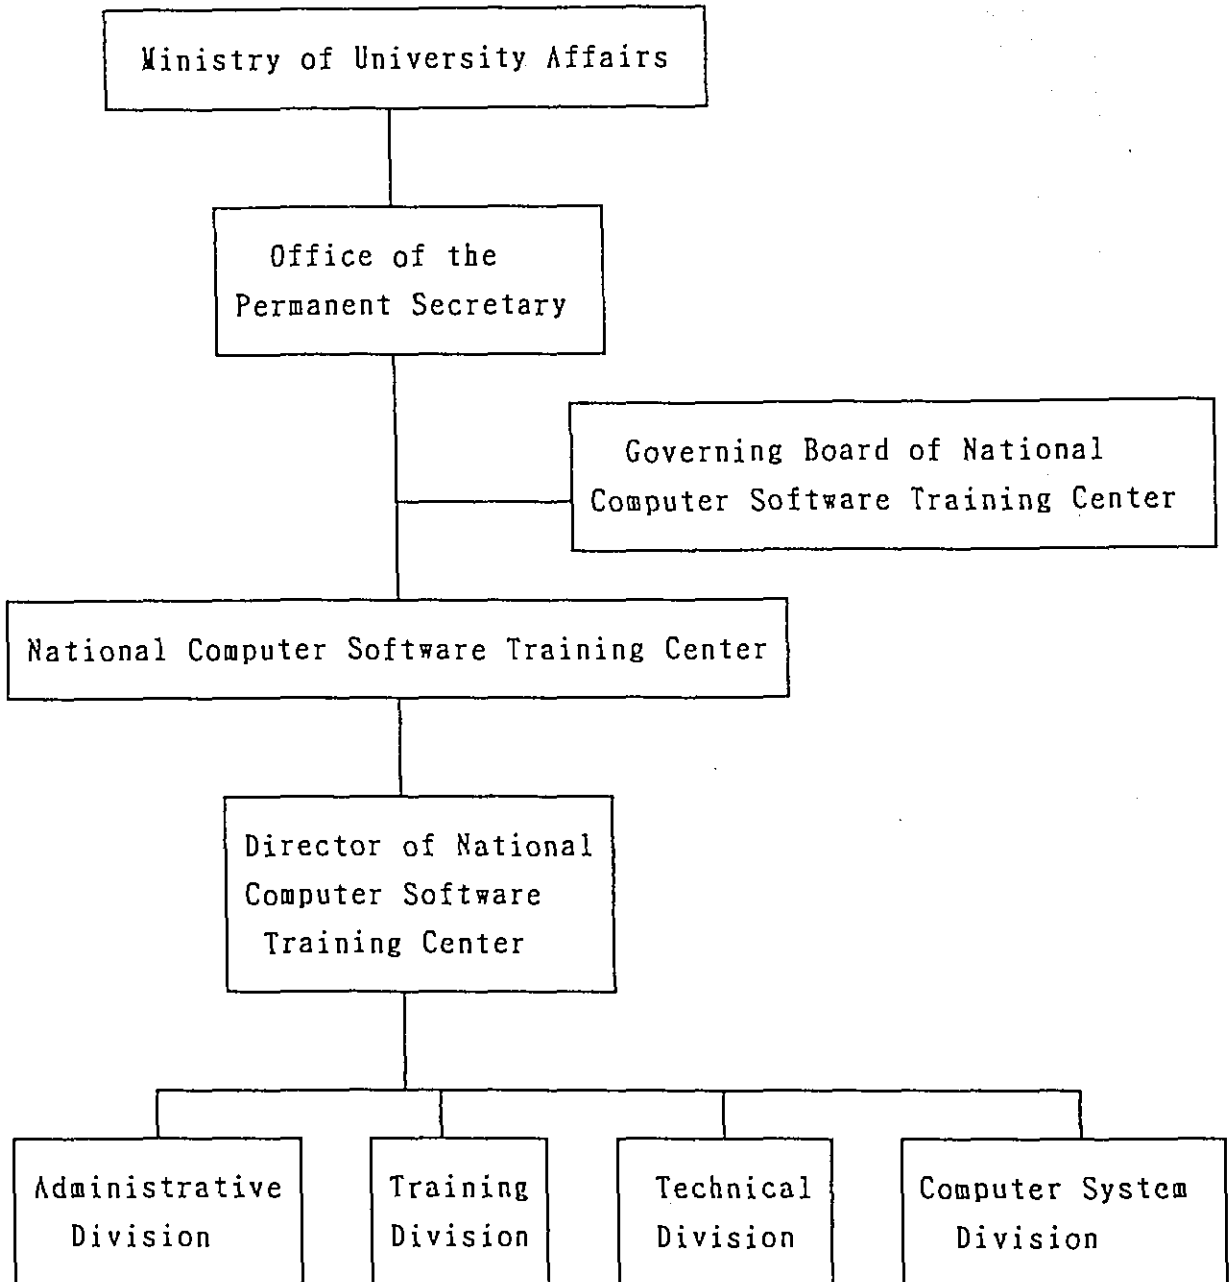 Ministry of University Affairs
Office of the
Permanent Secretary
Governing Board of National
Computer Software Training Center
National Computer Software Training Center
Director of National
Computer Software
Training Center
Administrative
Division
Training
Division
Technical
Division
Computer System
Division